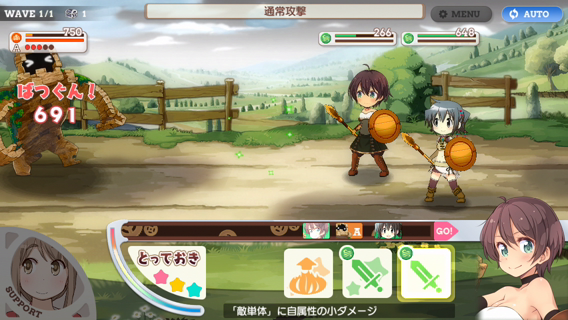 WAVE 1/1
1
通常攻撃
MENU
AUTO
750
A
266
648
ばつぐん!
691
A
GO!
とっておき
SUPPORT
「敵単体」に自属性の小ダメージ